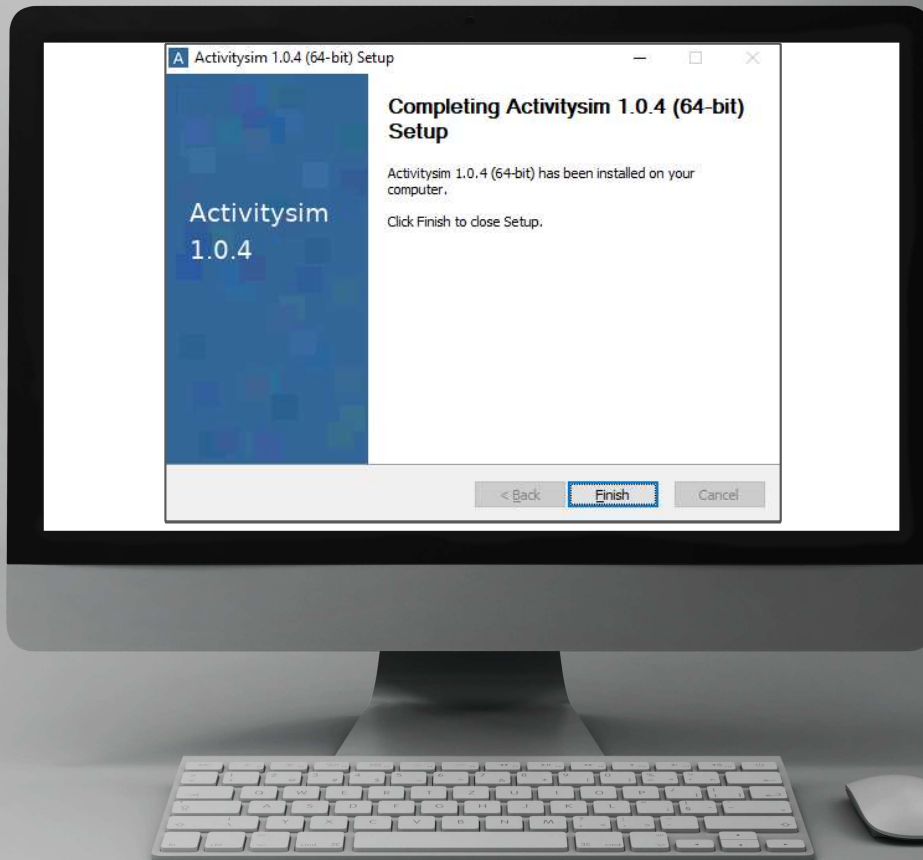 A Activitysim 1.0.4 (64-bit) Setup
Completing Activitysim 1.0.4 (64-bit)
Setup
Activitysim 1.0.4 (64-bit) has been installed on your
computer.
Click Finish to close Setup.
Activitysim
1.0.4
< Back Finish Cancel
Q W E R T Z U I O P
A S D F G H J K L
Y X C V B N M